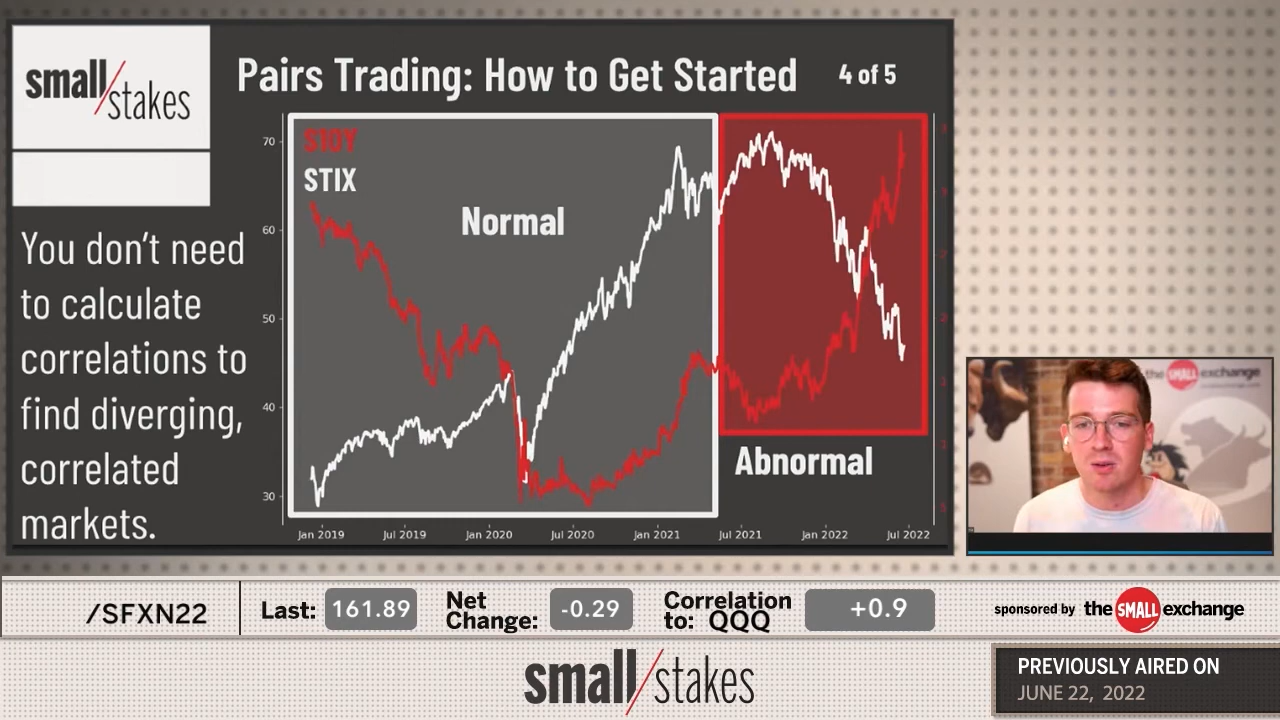 small/stakes
Pairs Trading: How to Get Started
4 of 5
You don't need
to calculate
correlations to
find diverging,
correlated
markets.
S10Y
STIX
Normal
Abnormal
70
60
50
40
30
Jan 2019
Jul 2019
Jan 2020
Jul 2020
Jan 2021
Jul 2021
Jan 2022
Jul 2022
the SMALL exchange
/SFXN22
Last:
161.89
Net
Change:
-0.29
Correlation
to: QQQ
+0.9
sponsored by the SMALL exchange
small/stakes
PREVIOUSLY AIRED ON
JUNE 22, 2022